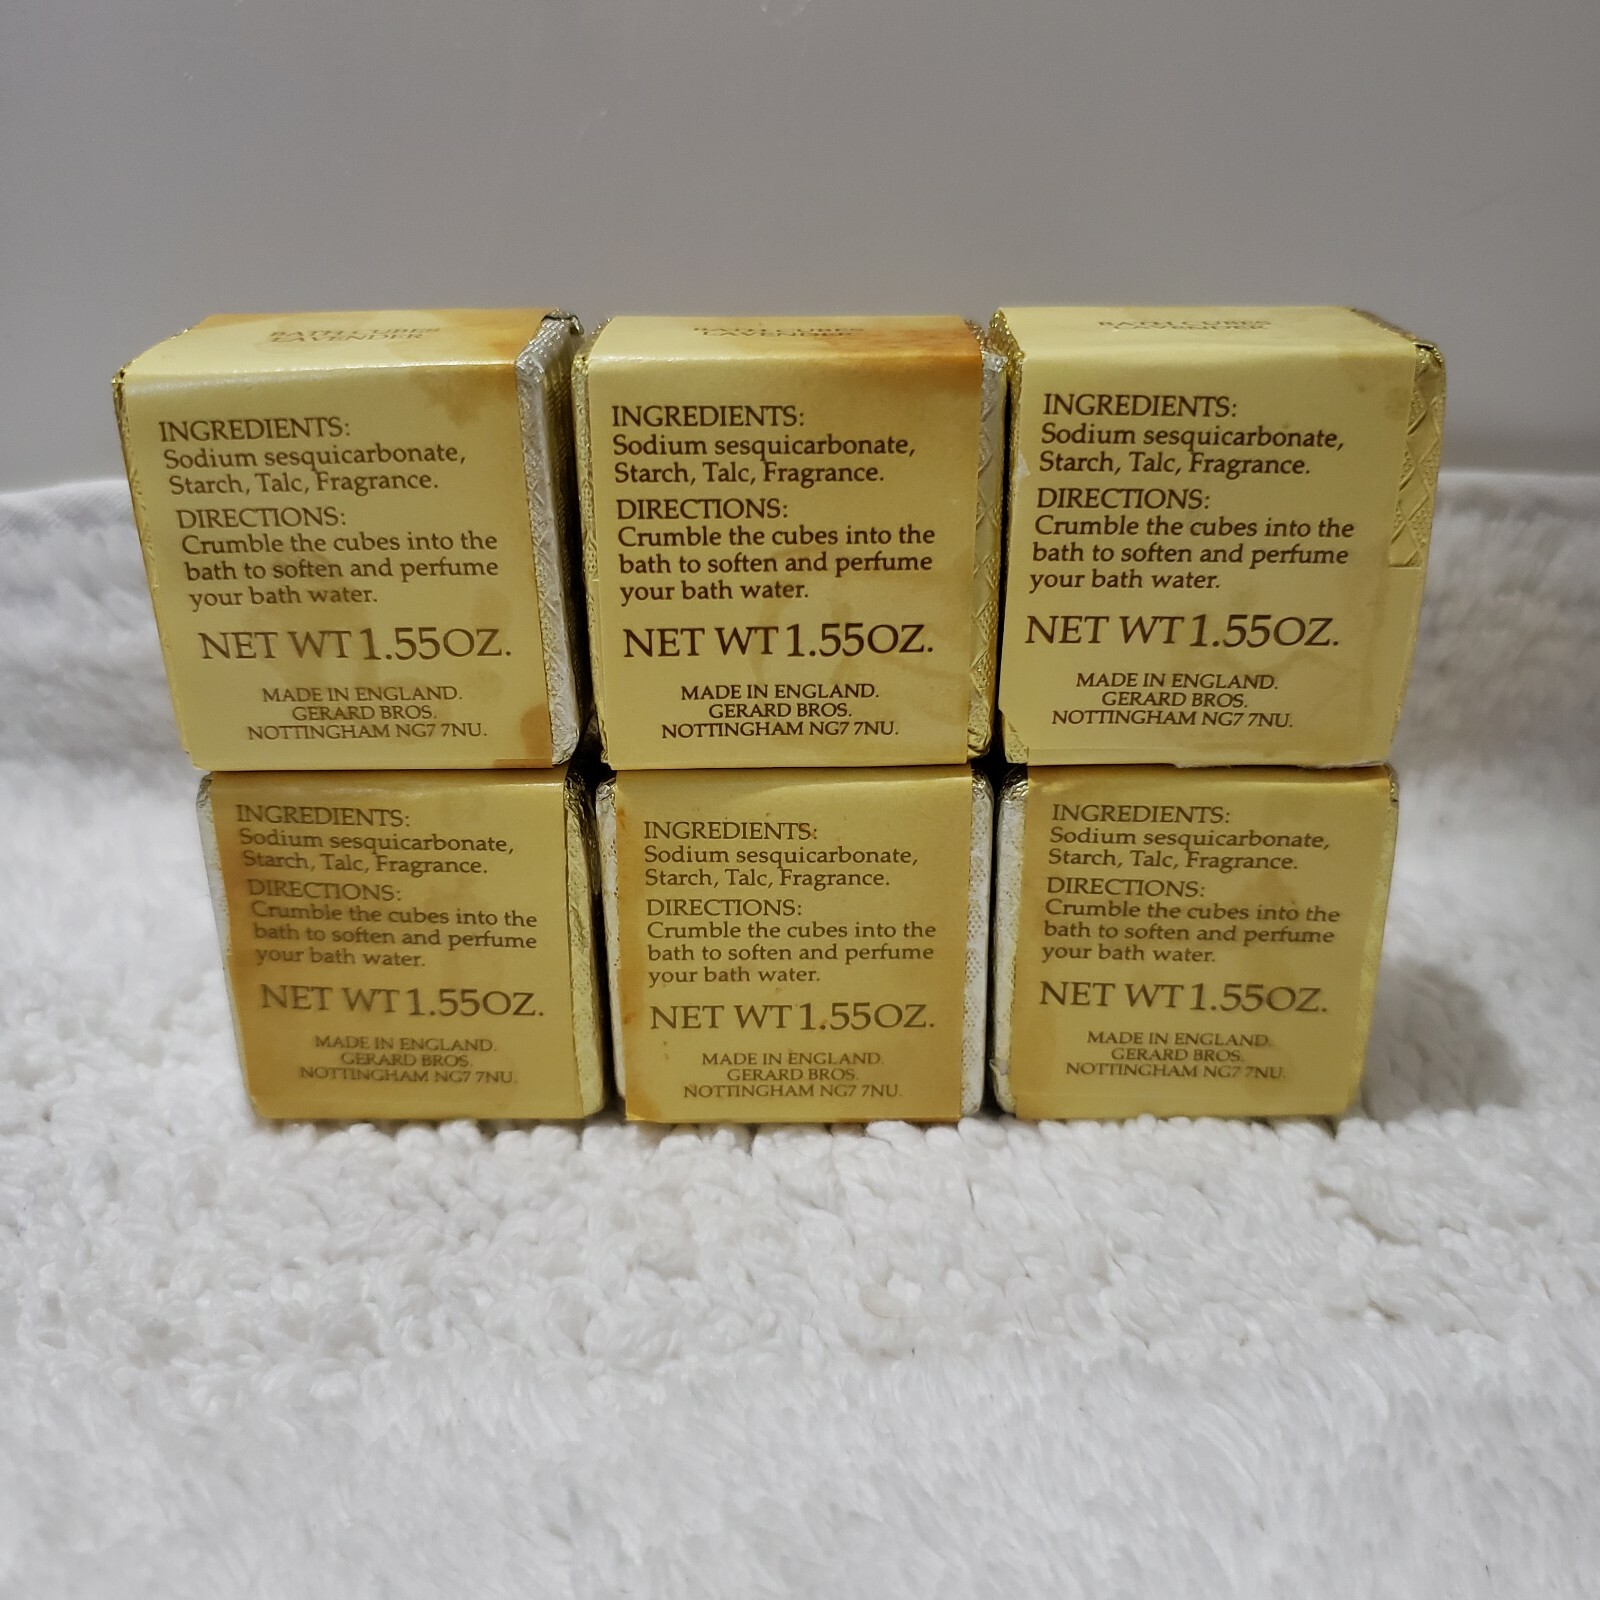 BATH CUBES
LAVENDER
INGREDIENTS:
Sodium sesquicarbonate,
Starch, Talc, Fragrance.
DIRECTIONS:
Crumble the cubes into the
bath to soften and perfume
your bath water.
NET WT 1.55OZ.
MADE IN ENGLAND.
GERARD BROS.
NOTTINGHAM NG7 7NU.
BATH CUBES
LAVENDER
INGREDIENTS:
Sodium sesquicarbonate,
Starch, Talc, Fragrance.
DIRECTIONS:
Crumble the cubes into the
bath to soften and perfume
your bath water.
NET WT 1.55OZ.
MADE IN ENGLAND.
GERARD BROS.
NOTTINGHAM NG7 7NU.
BATH CUBES
LAVENDER
INGREDIENTS:
Sodium sesquicarbonate,
Starch, Talc, Fragrance.
DIRECTIONS:
Crumble the cubes into the
bath to soften and perfume
your bath water.
NET WT 1.55OZ.
MADE IN ENGLAND.
GERARD BROS.
NOTTINGHAM NG7 7NU.
INGREDIENTS:
Sodium sesquicarbonate,
Starch, Talc, Fragrance.
DIRECTIONS:
Crumble the cubes into the
bath to soften and perfume
your bath water.
NET WT 1.55OZ.
MADE IN ENGLAND.
GERARD BROS.
NOTTINGHAM NG7 7NU.
INGREDIENTS:
Sodium sesquicarbonate,
Starch, Talc, Fragrance.
DIRECTIONS:
Crumble the cubes into the
bath to soften and perfume
your bath water.
NET WT 1.55OZ.
MADE IN ENGLAND.
GERARD BROS.
NOTTINGHAM NG7 7NU.
INGREDIENTS:
Sodium sesquicarbonate,
Starch, Talc, Fragrance.
DIRECTIONS:
Crumble the cubes into the
bath to soften and perfume
your bath water.
NET WT 1.55OZ.
MADE IN ENGLAND.
GERARD BROS.
NOTTINGHAM NG7 7NU.